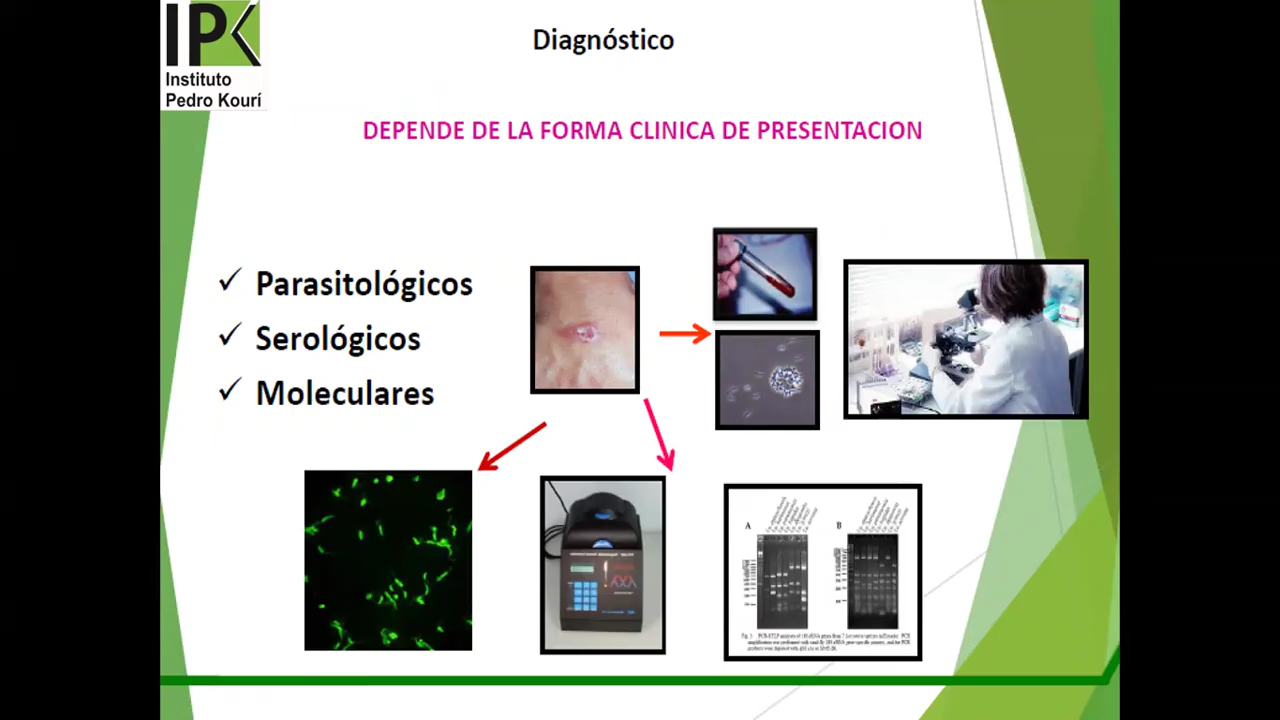 IPK
Instituto
Pedro Kourí
Diagnóstico
DEPENDE DE LA FORMA CLINICA DE PRESENTACION
✓ Parasitológicos
✓ Serológicos
✓ Moleculares
A
B